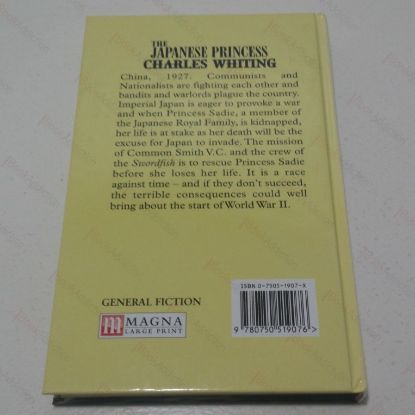 THE
JAPANESE PRINCESS
CHARLES WHITING
China, 1927. Communists and
Nationalists are fighting each other and
bandits and warlords plague the country.
Imperial Japan is eager to provoke a war
and when Princess Sadie, a member of
the Japanese Royal Family, is kidnapped,
her life is at stake as her death will be the
excuse for Japan to invade. The mission
of Common Smith V.C. and the crew of
the Swordfish is to rescue Princess Sadie
before she loses her life. It is a race
against time – and if they don't succeed,
the terrible consequences could well
bring about the start of World War II.
ISBN 0-7505-1907-X
9 780750 519076 >
GENERAL FICTION
m MAGNA
LARGE PRINT